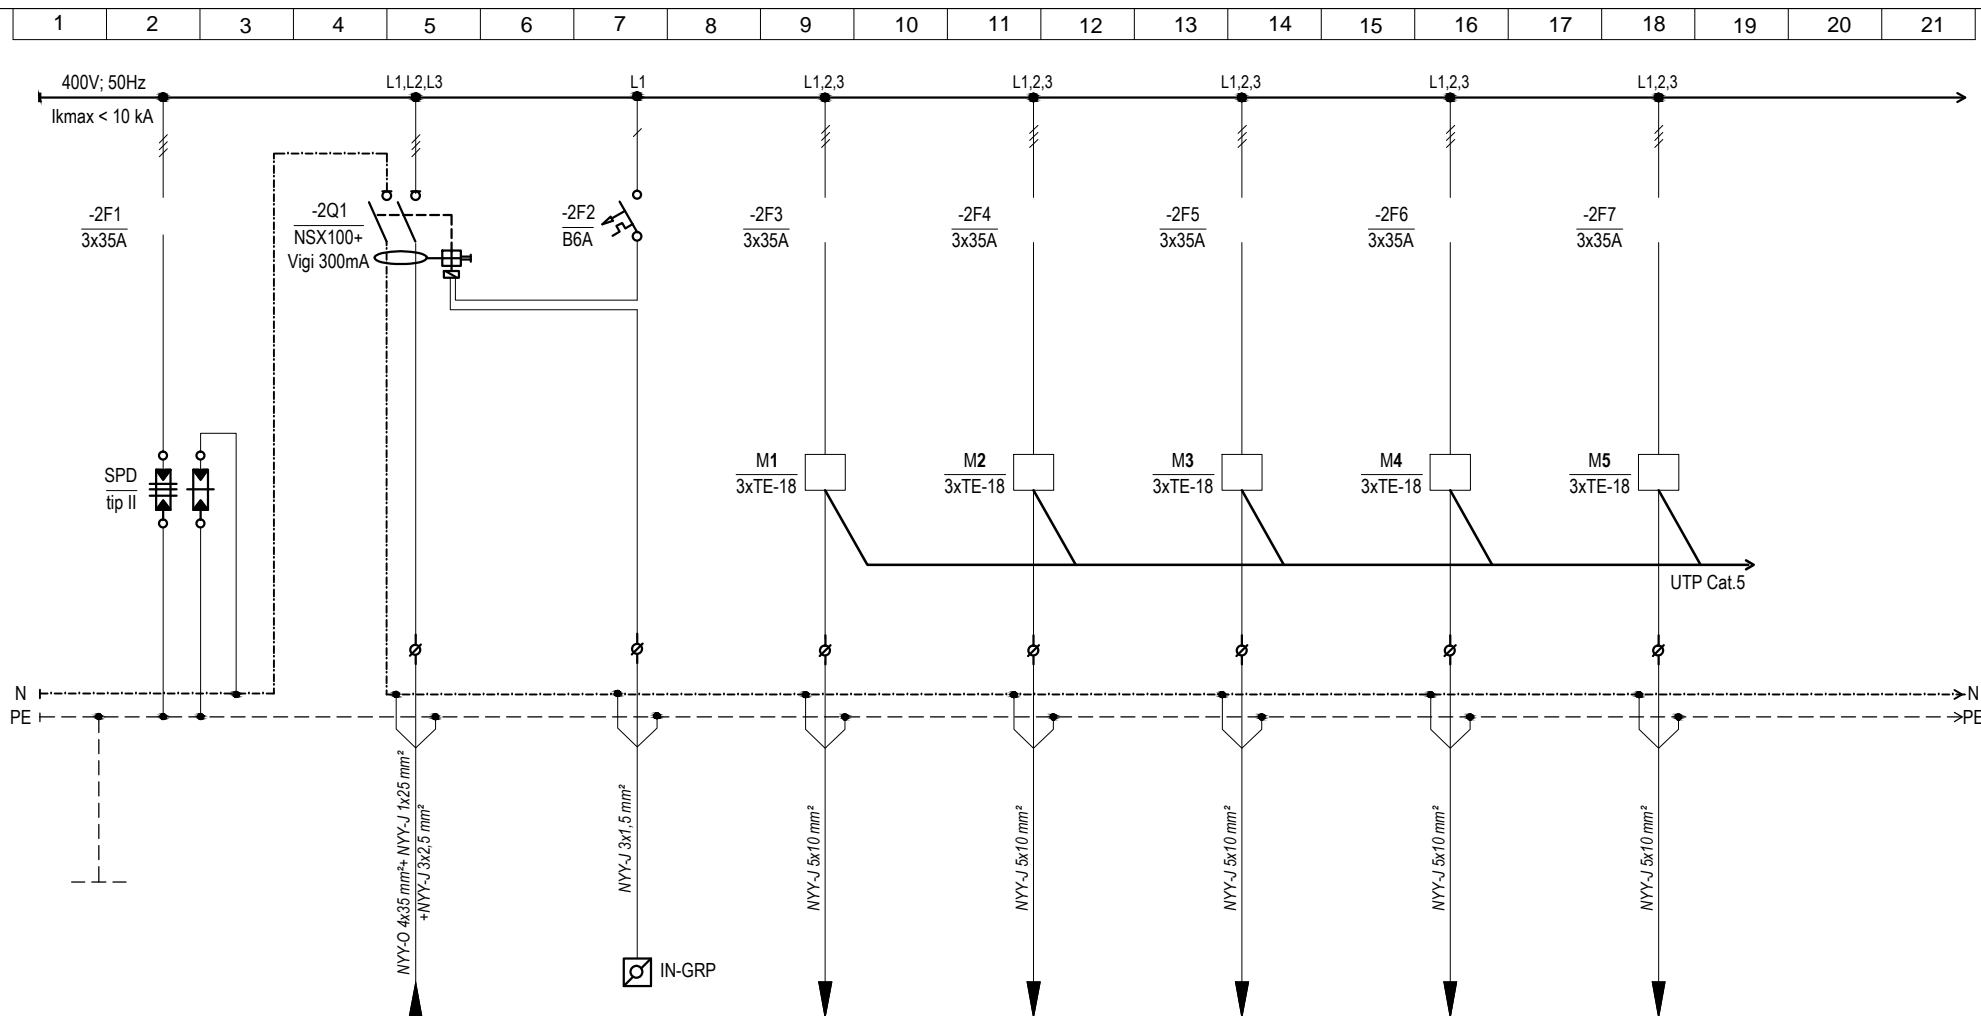 1 2 3 4 5 6 7 8 9 10 11 12 13 14 15 16 17 18 19 20 21
400V; 50Hz L1,L2,L3 L1 L1,2,3 L1,2,3 L1,2,3 L1,2,3 L1,2,3
Ikmax < 10 kA
-2F1 -2Q1 -2F2 -2F3 -2F4 -2F5 -2F6 -2F7
3x35A NSX100+ B6A 3x35A 3x35A 3x35A 3x35A 3x35A
Vigi 300mA
SPD M1 M2 M3 M4 M5
tip II 3xTE-18 3xTE-18 3xTE-18 3xTE-18 3xTE-18
UTP Cat.5
N N
PE PE
NYY-O 4x35 mm²+ NYY-J 1x25 mm²
+NYY-J 3x2,5 mm²
NYY-J 3x1,5 mm²
NYY-J 5x10 mm²
NYY-J 5x10 mm²
NYY-J 5x10 mm²
NYY-J 5x10 mm²
NYY-J 5x10 mm²
IN-GRP